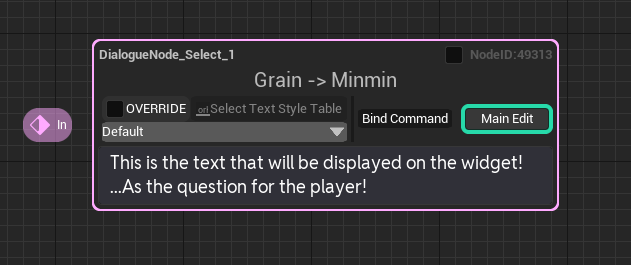 DialogueNode_Select_1
NodeID:49313
Grain -> Minmin
In
OVERRIDE
on! Select Text Style Table
Default
Bind Command
Main Edit
This is the text that will be displayed on the widget!
...As the question for the player!